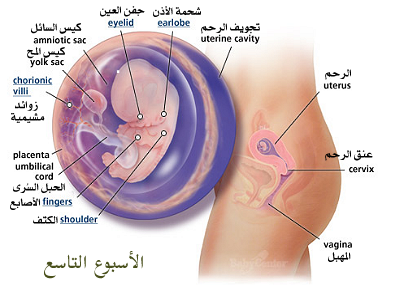 شحمة الأذن
earlobe
جفن العين
eyelid
تجويف الرحم
uterine cavity
كيس السائل
amniotic sac
كيس المح
yolk sac
chorionic
villi
زوائد
مشيمية
placenta
umbilical
cord
الحبل السرى
الأصابع fingers
الكتف shoulder
الرحم
uterus
عنق الرحم
cervix
vagina
المهبل
الأسبوع التاسع